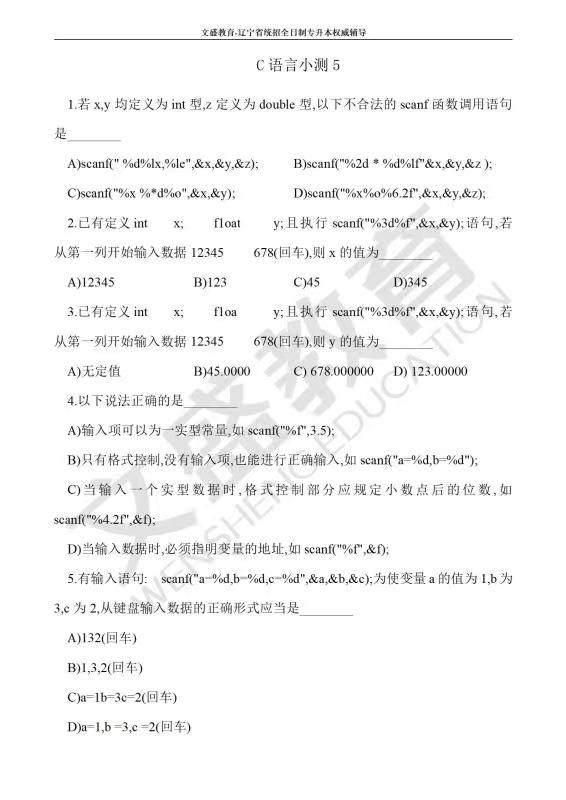 文盛教育-辽宁省统招全日制专升本权威辅导
C 语言小测 5
1.若 x,y 均定义为 int 型,z 定义为 double 型,以下不合法的 scanf 函数调用语句
是________
A)scanf(" %d%lx,%le",&x,&y,&z); B)scanf("%2d * %d%lf"&x,&y,&z );
C)scanf("%x %*d%o",&x,&y); D)scanf("%x%o%6.2f",&x,&y,&z);
2.已有定义 int x; f1oat y;且执行 scanf("%3d%f",&x,&y);语句,若
从第一列开始输入数据 12345 678(回车),则 x 的值为________
A)12345 B)123 C)45 D)345
3.已有定义 int x; f1oa y;且执行 scanf("%3d%f",&x,&y);语句,若
从第一列开始输入数据 12345 678(回车),则 y 的值为________
A)无定值 B)45.0000 C) 678.000000 D) 123.00000
4.以下说法正确的是________
A)输入项可以为一实型常量,如 scanf("%f",3.5);
B)只有格式控制,没有输入项,也能进行正确输入,如 scanf("a=%d,b=%d");
C)当输入一个实型数据时,格式控制部分应规定小数点后的位数,如
scanf("%4.2f",&f);
D)当输入数据时,必须指明变量的地址,如 scanf("%f",&f);
5.有输入语句: scanf("a=%d,b=%d,c=%d",&a,&b,&c);为使变量 a 的值为 1,b 为
3,c 为 2,从键盘输入数据的正确形式应当是________
A)132(回车)
B)1,3,2(回车)
C)a=1b=3c=2(回车)
D)a=1,b =3,c =2(回车)
文盛教育
WENSHENG EDUCATION